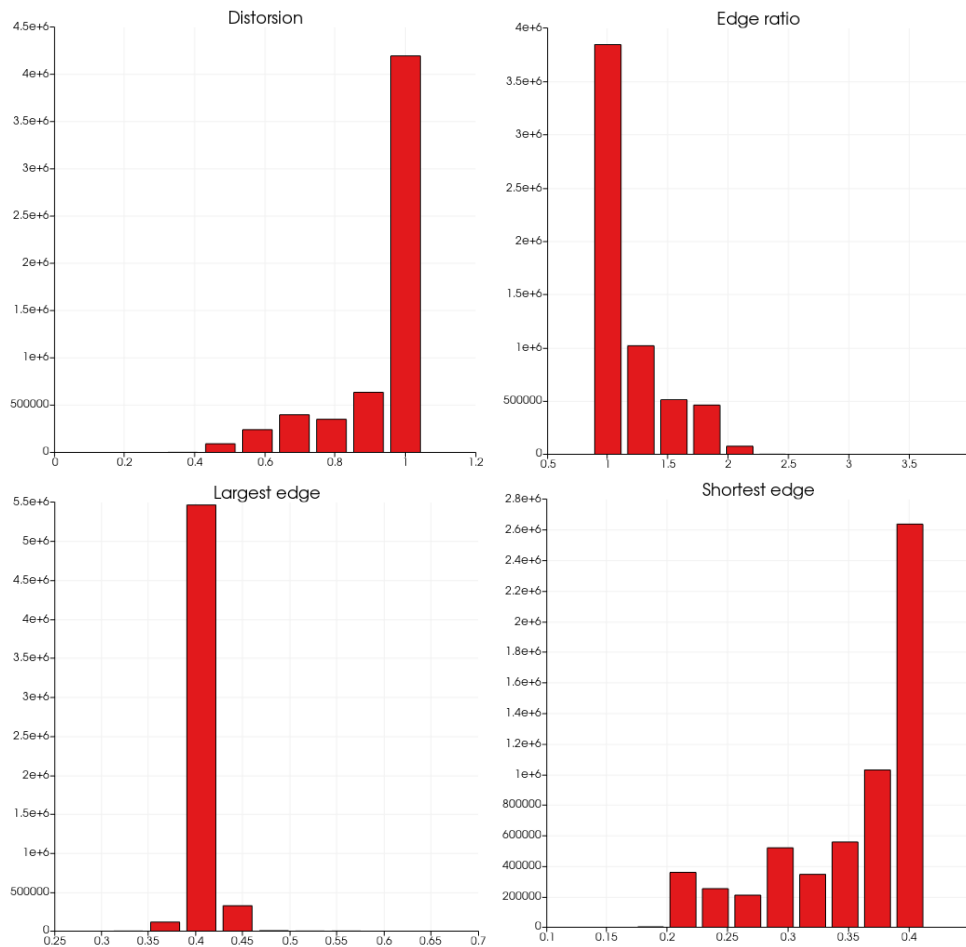 Distorsion
4.5e+6
4e+6
3.5e+6
3e+6
2.5e+6
2e+6
1.5e+6
1e+6
500000
0
0 0.2 0.4 0.6 0.8 1 1.2
Edge ratio
4e+6
3.5e+6
3e+6
2.5e+6
2e+6
1.5e+6
1e+6
500000
0
0.5 1 1.5 2 2.5 3 3.5
Largest edge
5.5e+6
5e+6
4.5e+6
4e+6
3.5e+6
3e+6
2.5e+6
2e+6
1.5e+6
1e+6
500000
0
0.25 0.3 0.35 0.4 0.45 0.5 0.55 0.6 0.65 0.7
Shortest edge
2.8e+6
2.6e+6
2.4e+6
2.2e+6
2e+6
1.8e+6
1.6e+6
1.4e+6
1.2e+6
1e+6
800000
600000
400000
200000
0
0.1 0.15 0.2 0.25 0.3 0.35 0.4